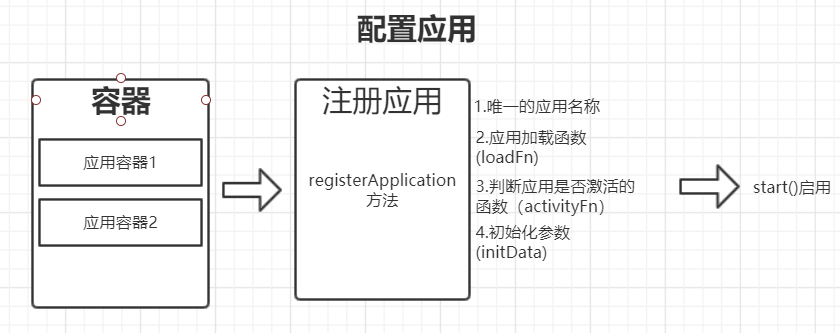 配置应用
容器
应用容器1
应用容器2
注册应用
registerApplication
方法
1.唯一的应用名称
2.应用加载函数
(loadFn)
3.判断应用是否激活的
函数（activityFn）
4.初始化参数
(initData)
start()启用